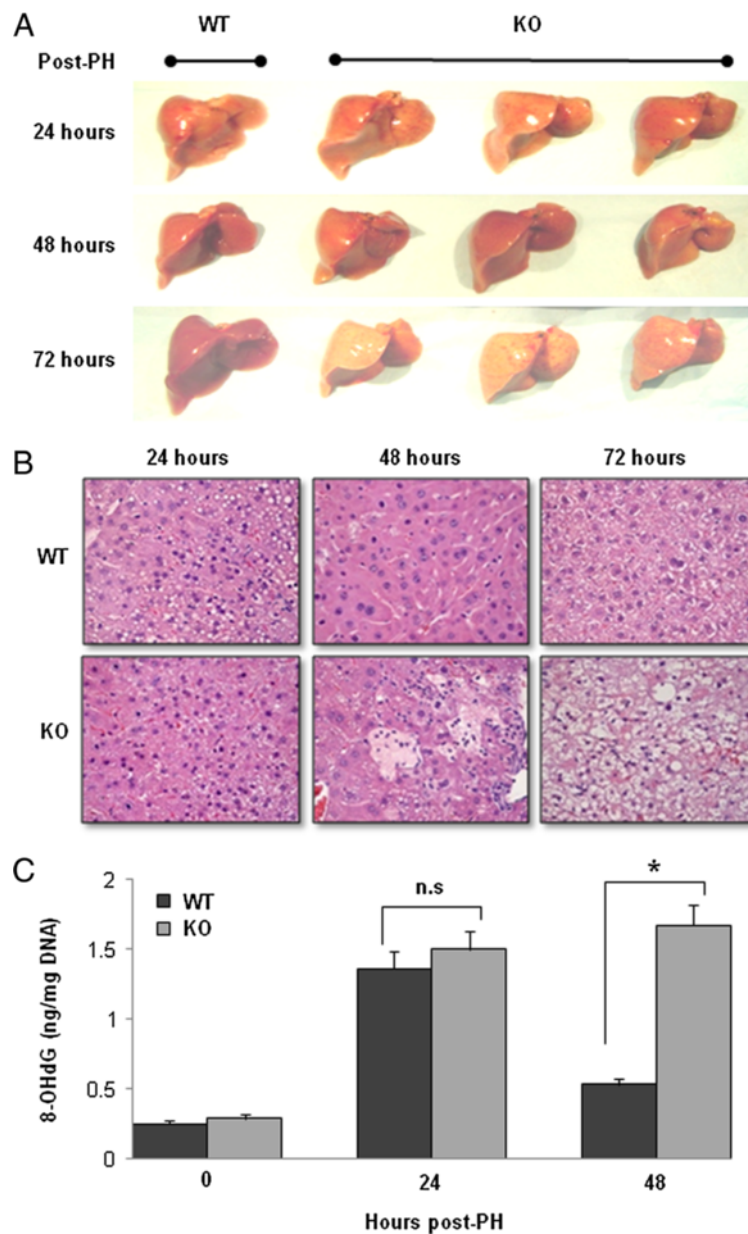 A
WT KO
Post-PH
24 hours
48 hours
72 hours
B
24 hours 48 hours 72 hours
WT
KO
C
2
1.5
1
0.5
0
8-OHdG (ng/mg DNA)
WT
KO
n.s
*
0 24 48
Hours post-PH